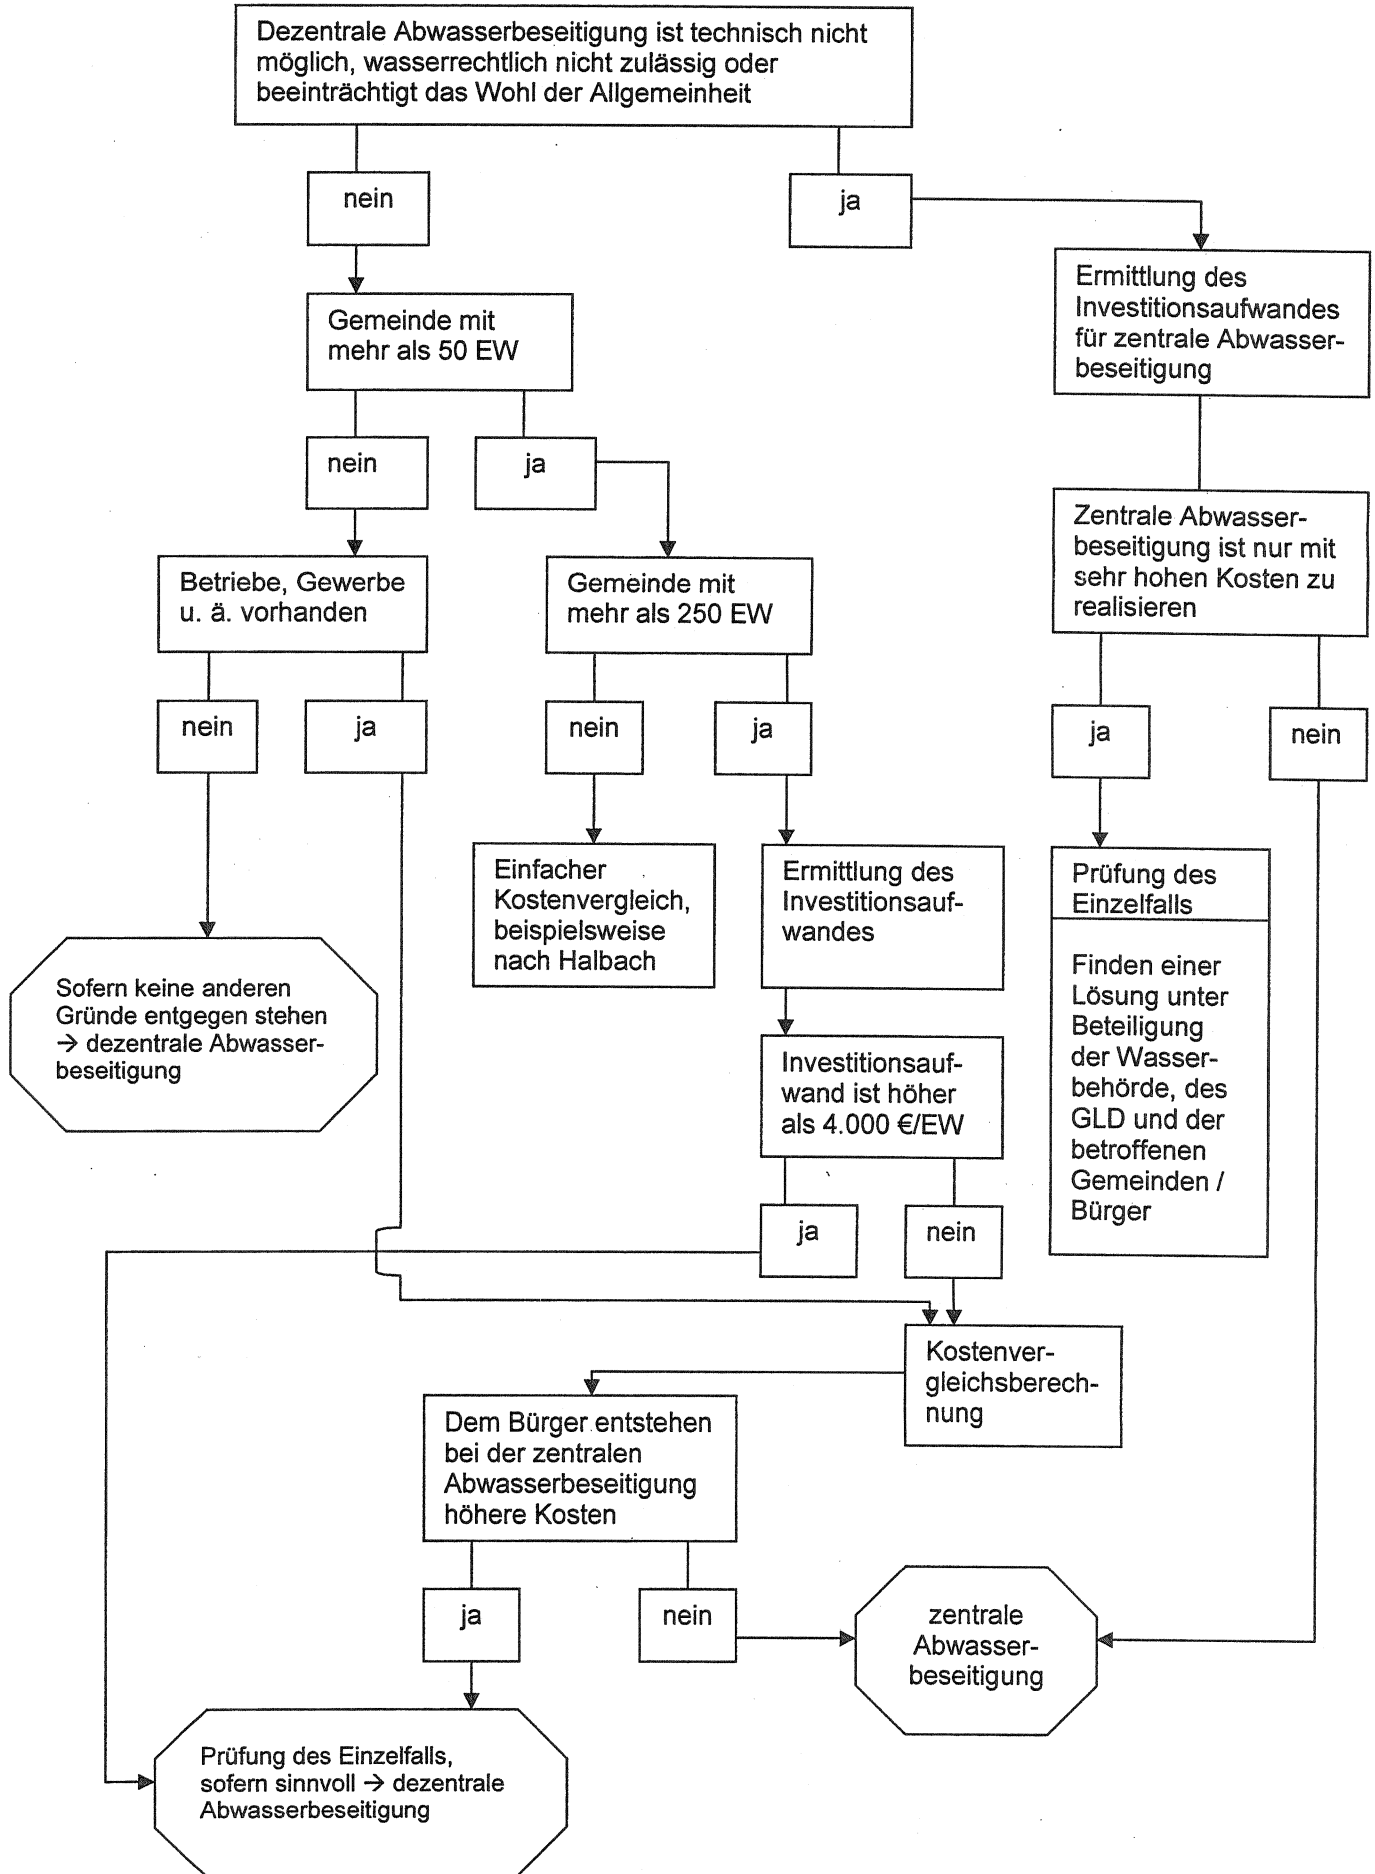 Dezentrale Abwasserbeseitigung ist technisch nicht
möglich, wasserrechtlich nicht zulässig oder
beeinträchtigt das Wohl der Allgemeinheit
nein
ja
Gemeinde mit
mehr als 50 EW
Ermittlung des
Investitionsaufwandes
für zentrale Abwasser-
beseitigung
nein
ja
Zentrale Abwasser-
beseitigung ist nur mit
sehr hohen Kosten zu
realisieren
Betriebe, Gewerbe
u. ä. vorhanden
Gemeinde mit
mehr als 250 EW
nein
ja
nein
ja
ja
nein
Einfacher
Kostenvergleich,
beispielsweise
nach Halbach
Ermittlung des
Investitionsauf-
wandes
Prüfung des
Einzelfalls
Finden einer
Lösung unter
Beteiligung
der Wasser-
behörde, des
GLD und der
betroffenen
Gemeinden /
Bürger
Sofern keine anderen
Gründe entgegen stehen
→ dezentrale Abwasser-
beseitigung
Investitionsauf-
wand ist höher
als 4.000 €/EW
ja
nein
Kostenver-
gleichsberech-
nung
Dem Bürger entstehen
bei der zentralen
Abwasserbeseitigung
höhere Kosten
ja
nein
zentrale
Abwasser-
beseitigung
Prüfung des Einzelfalls,
sofern sinnvoll → dezentrale
Abwasserbeseitigung